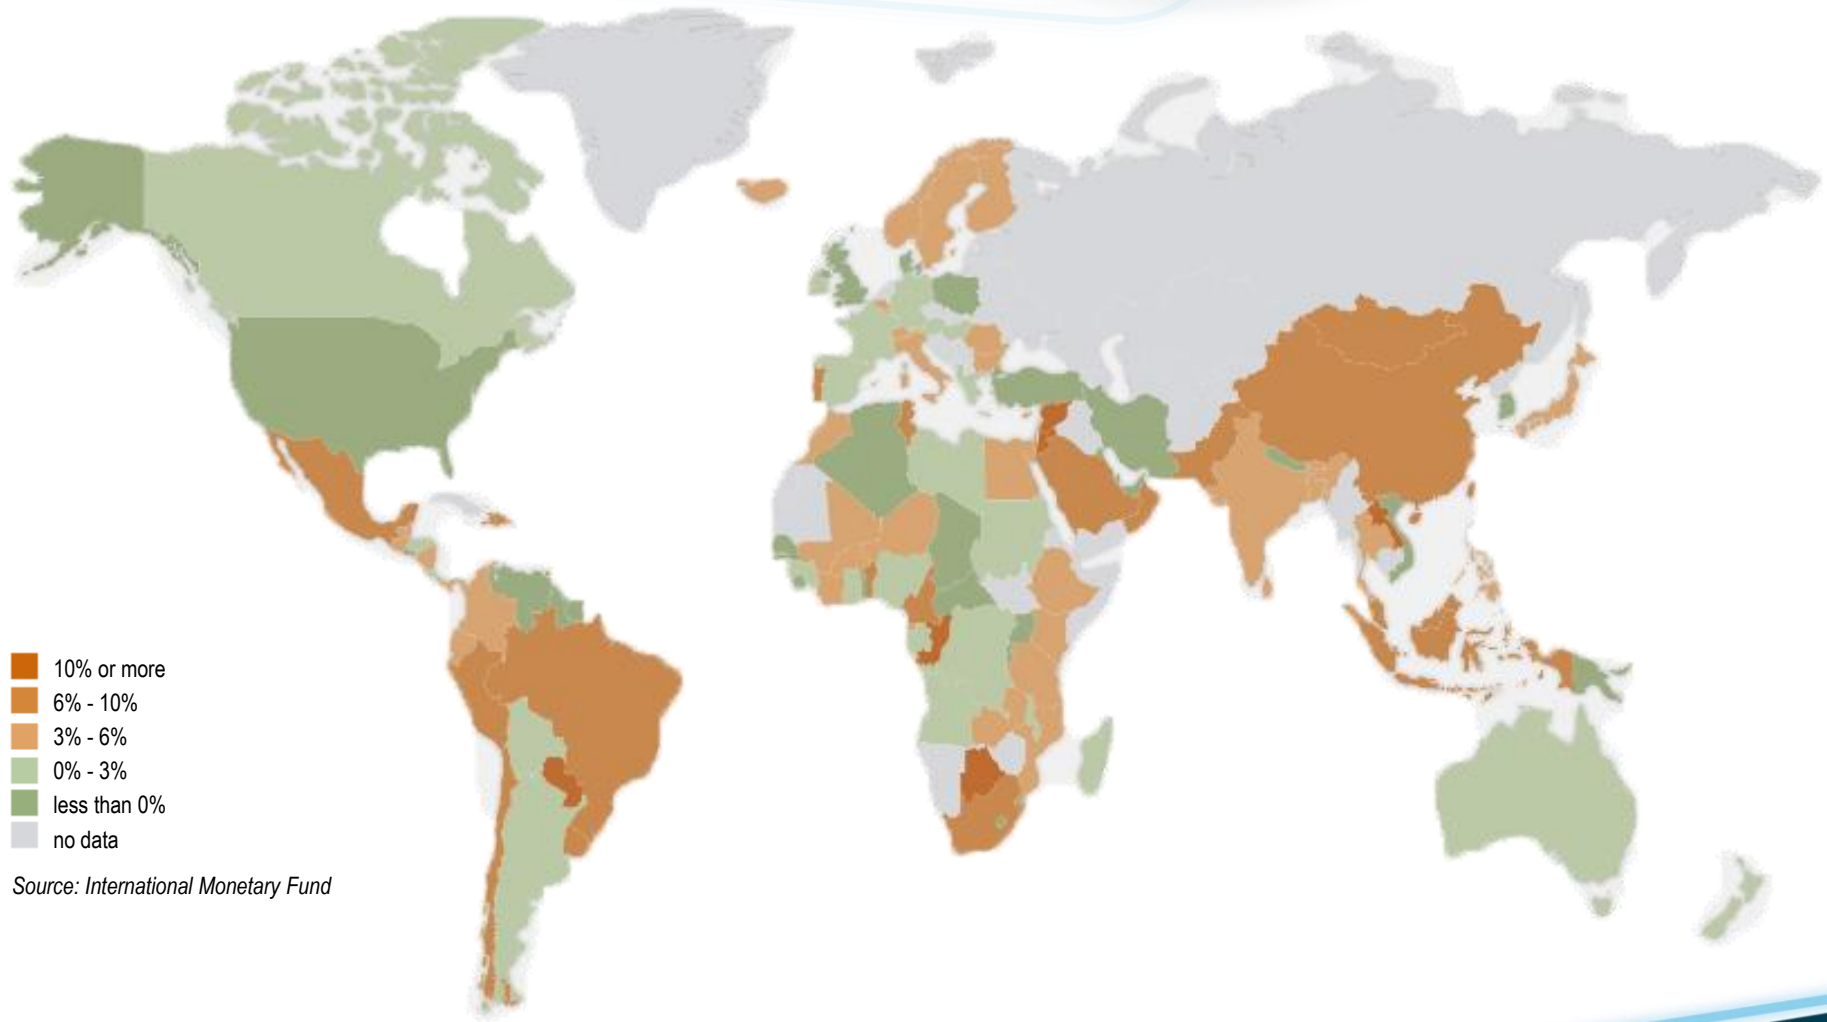 10% or more
6% - 10%
3% - 6%
0% - 3%
less than 0%
no data
Source: International Monetary Fund